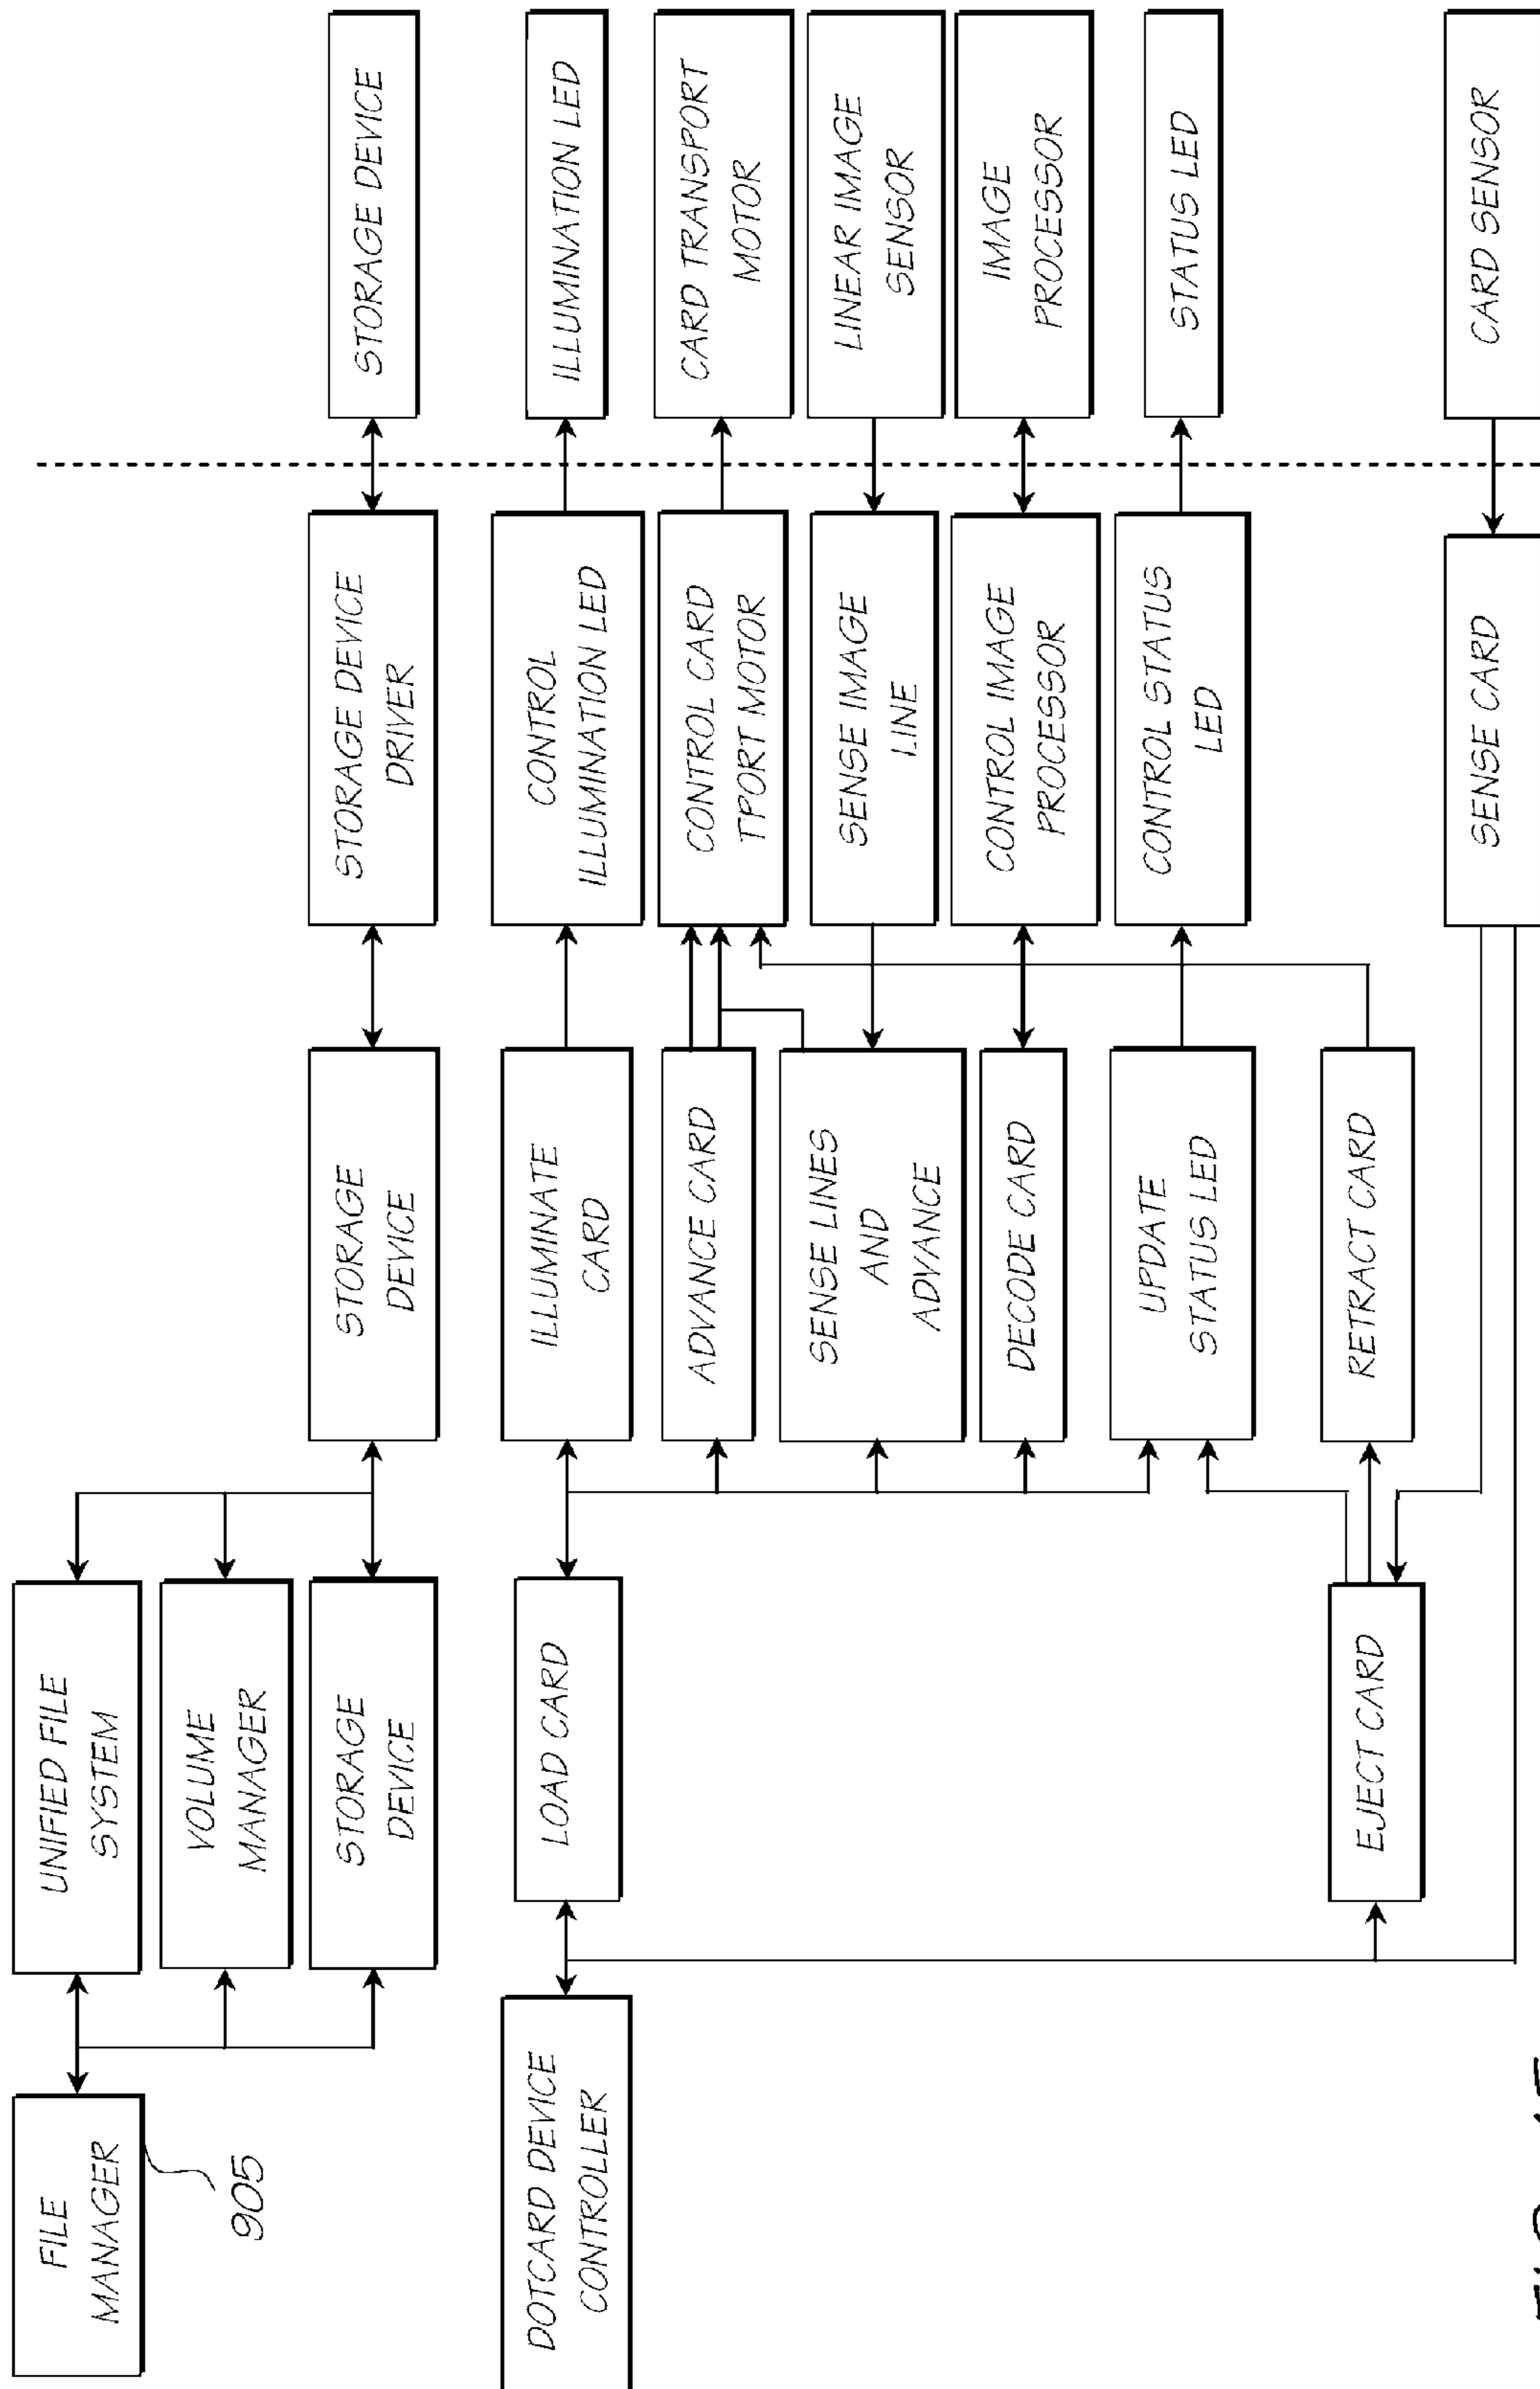 FILE
MANAGER
905
UNIFIED FILE
SYSTEM
VOLUME
MANAGER
STORAGE
DEVICE
STORAGE
DEVICE
STORAGE DEVICE
DRIVER
STORAGE DEVICE
DOTCARD DEVICE
CONTROLLER
LOAD CARD
ILLUMINATE
CARD
CONTROL
ILLUMINATION LED
ILLUMINATION LED
ADVANCE CARD
CONTROL CARD
TPORT MOTOR
CARD TRANSPORT
MOTOR
SENSE LINES
AND
ADVANCE
SENSE IMAGE
LINE
LINEAR IMAGE
SENSOR
DECODE CARD
CONTROL IMAGE
PROCESSOR
IMAGE
PROCESSOR
UPDATE
STATUS LED
CONTROL STATUS
LED
STATUS LED
EJECT CARD
RETRACT CARD
SENSE CARD
CARD SENSOR